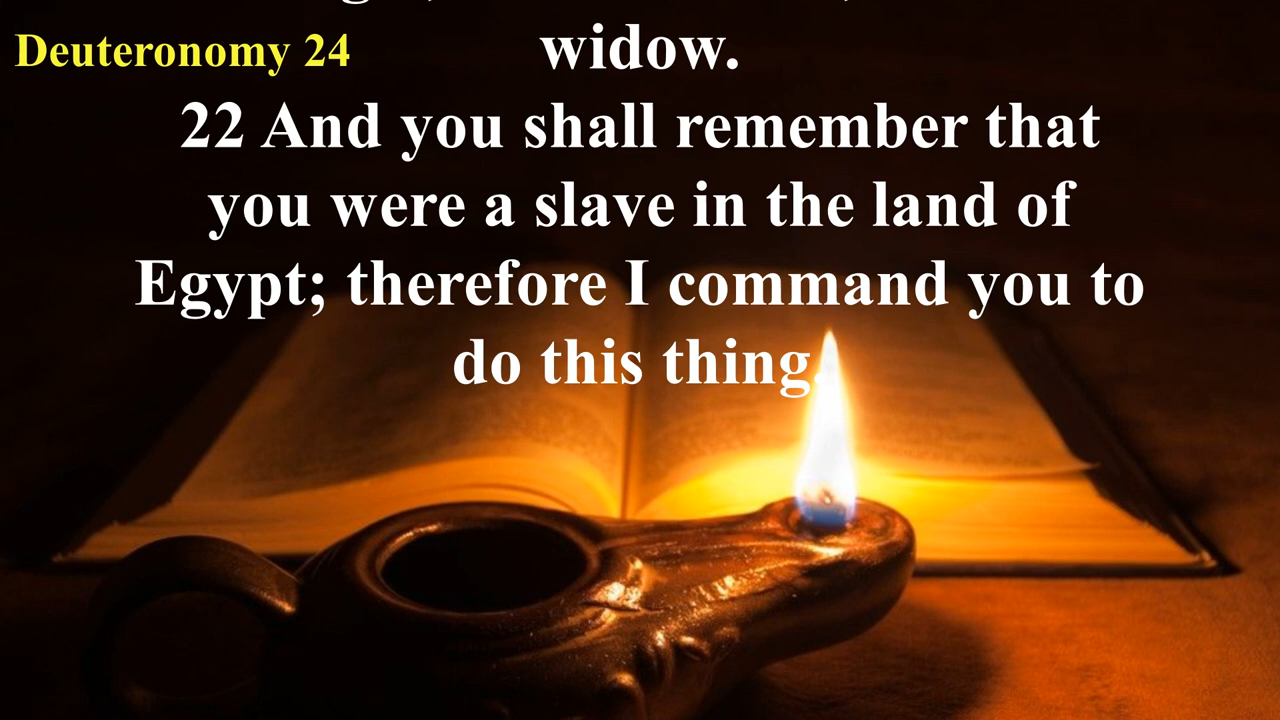 Deuteronomy 24
widow.
22 And you shall remember that
you were a slave in the land of
Egypt; therefore I command you to
do this thing.